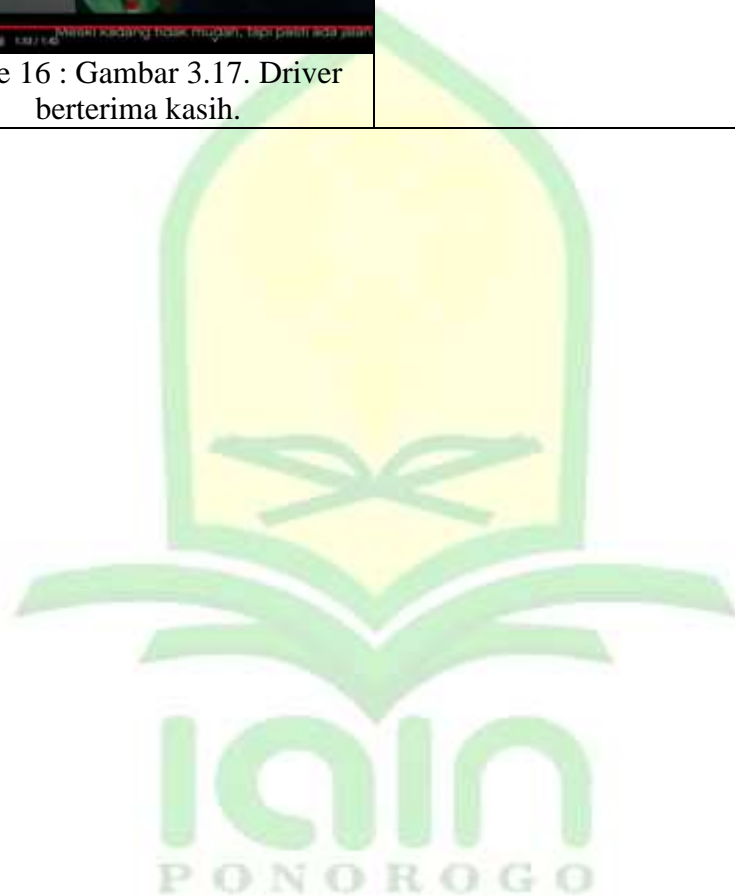 Meski kadang tidak mudah, tapi pasti ada jalan
e 16 : Gambar 3.17. Driver
berterima kasih.
iain
PONOROGO